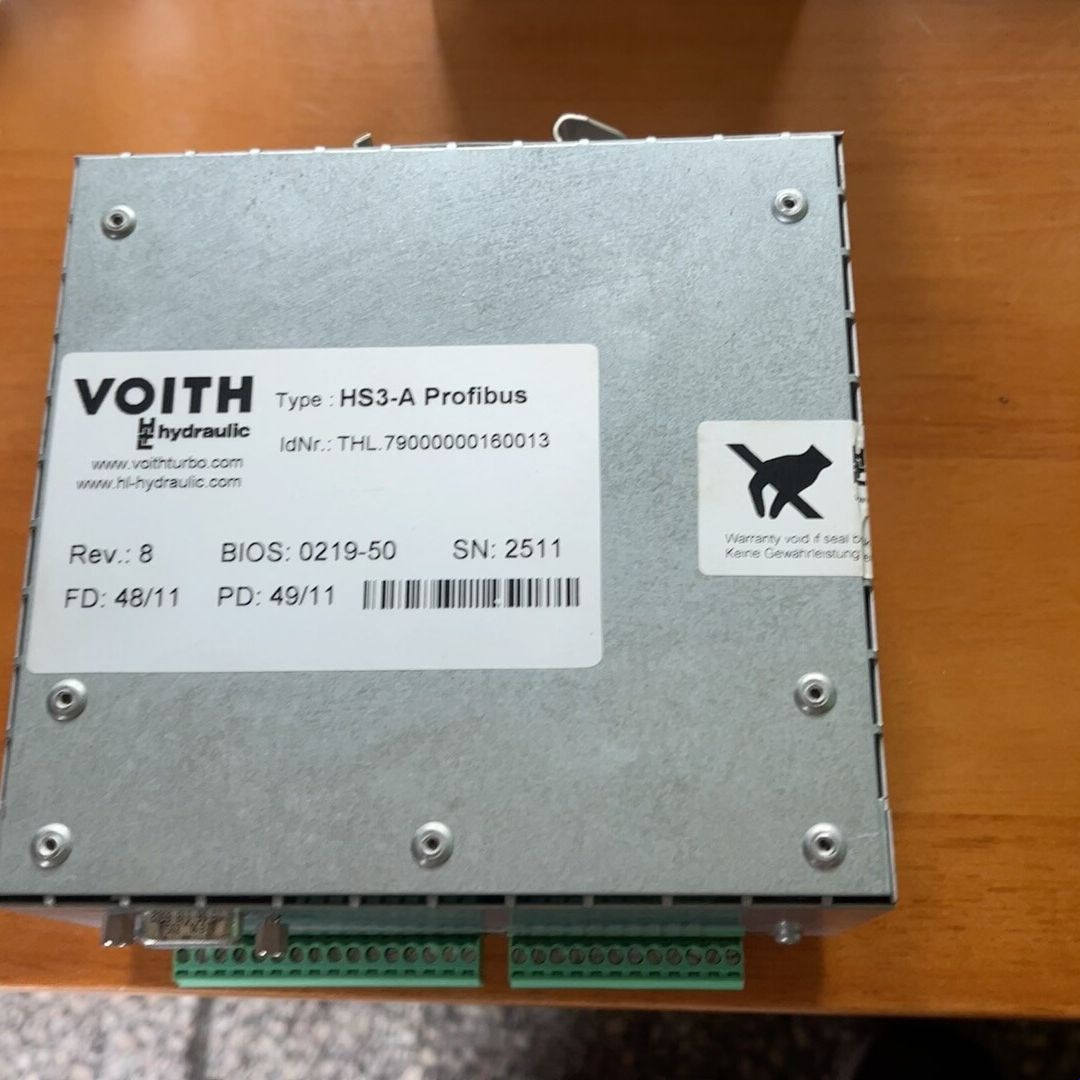 VOITH
hydraulic
www.voithturbo.com
www.hl-hydraulic.com
Type : HS3-A Profibus
IdNr.: THL.79000000160013
Rev.: 8 BIOS: 0219-50 SN: 2511
FD: 48/11 PD: 49/11
Warranty void if seal
Keine Gewährleistung